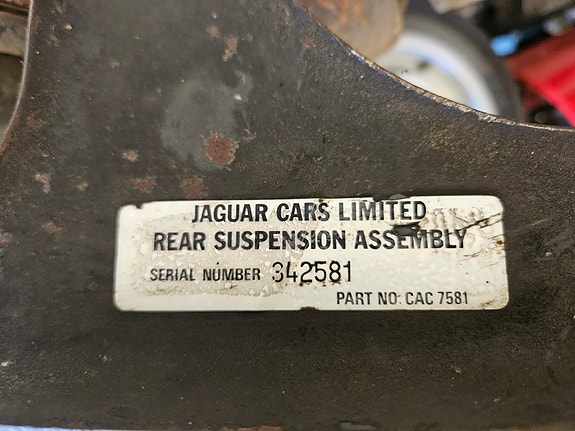 JAGUAR CARS LIMITED
REAR SUSPENSION ASSEMBLY
SERIAL NUMBER 342581
PART NO. CAC 7581